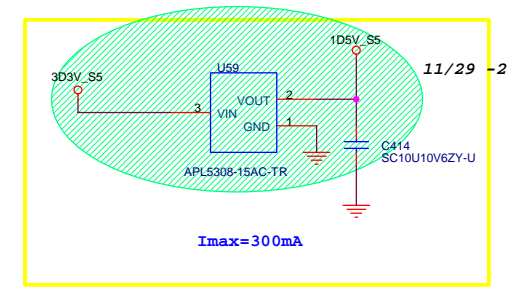 1D5V_S5
U59
11/29 -2
3D3V_S5
3 VIN
VOUT 2
GND 1
C414
SC10U10V6ZY-U
APL5308-15AC-TR
Imax=300mA